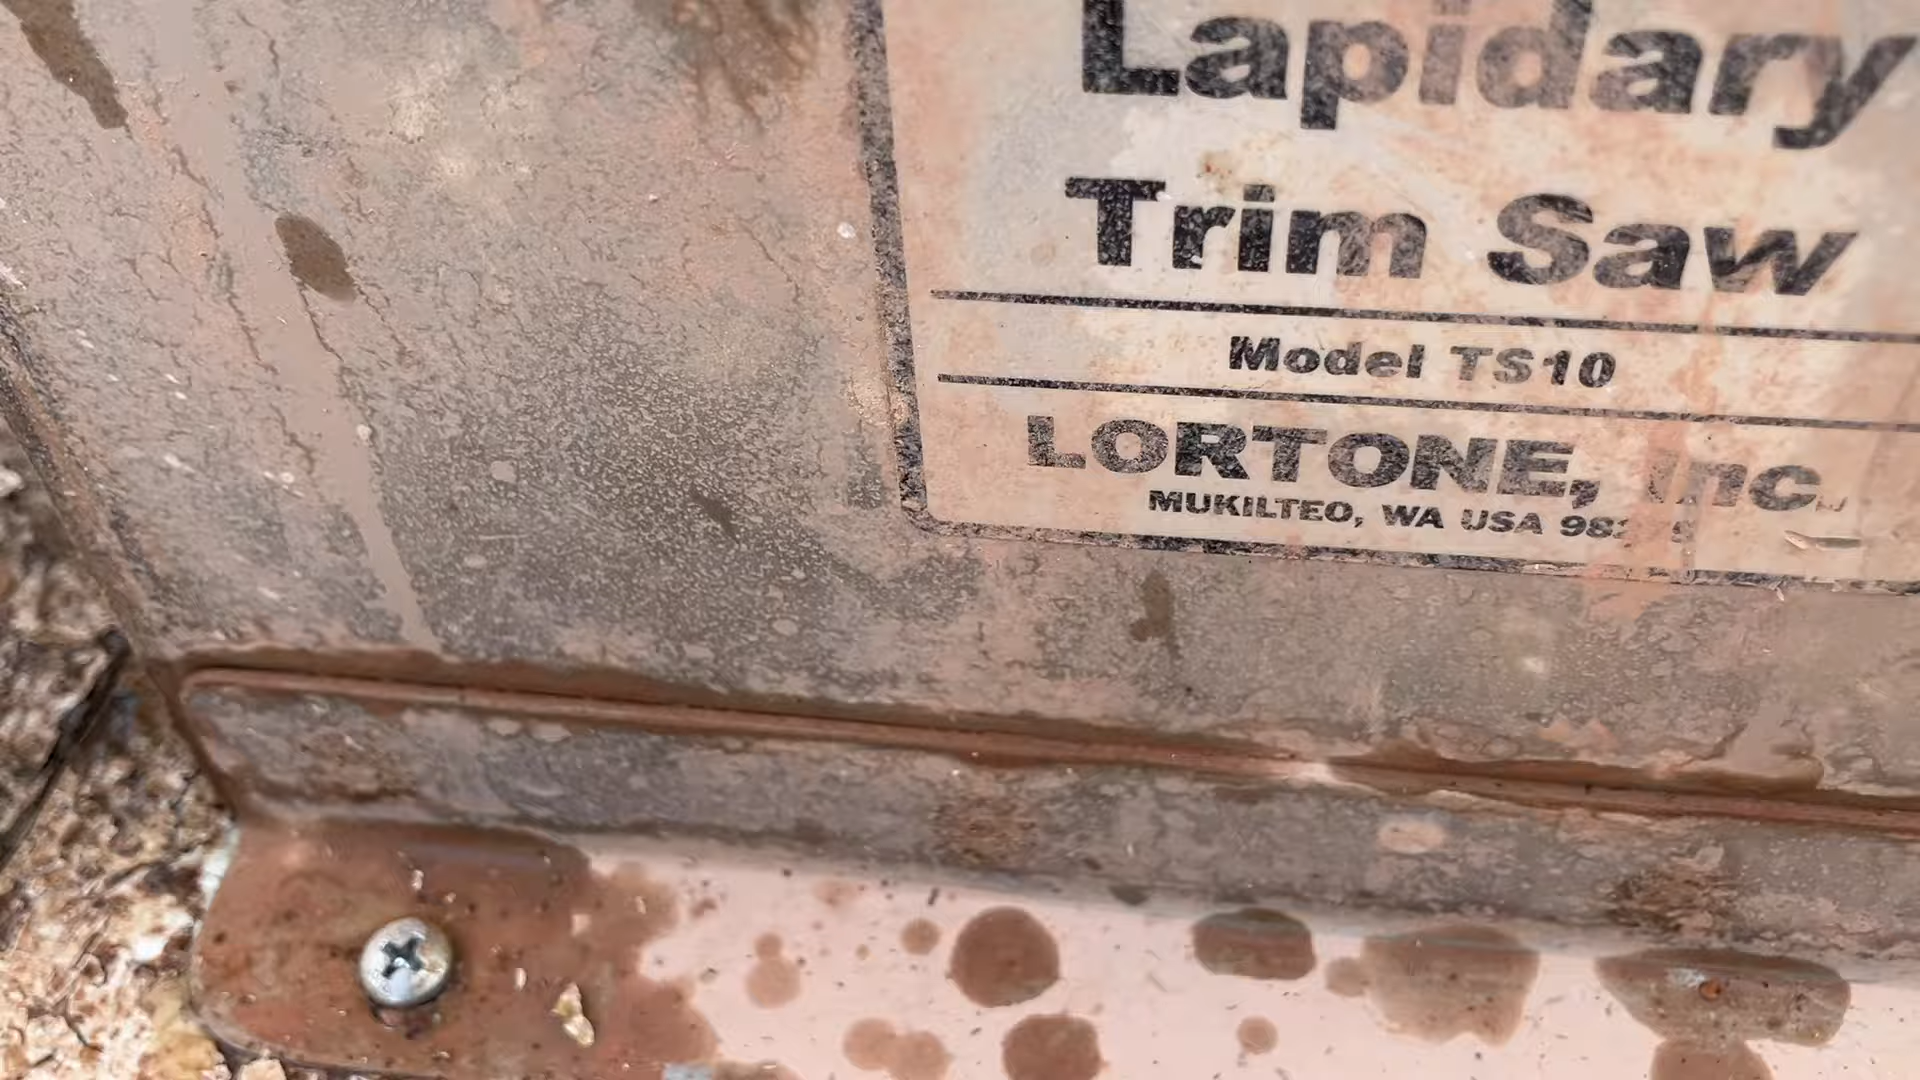 Lapidary
Trim Saw
Model TS10
LORTONE, Inc.
MUKILTEO, WA USA